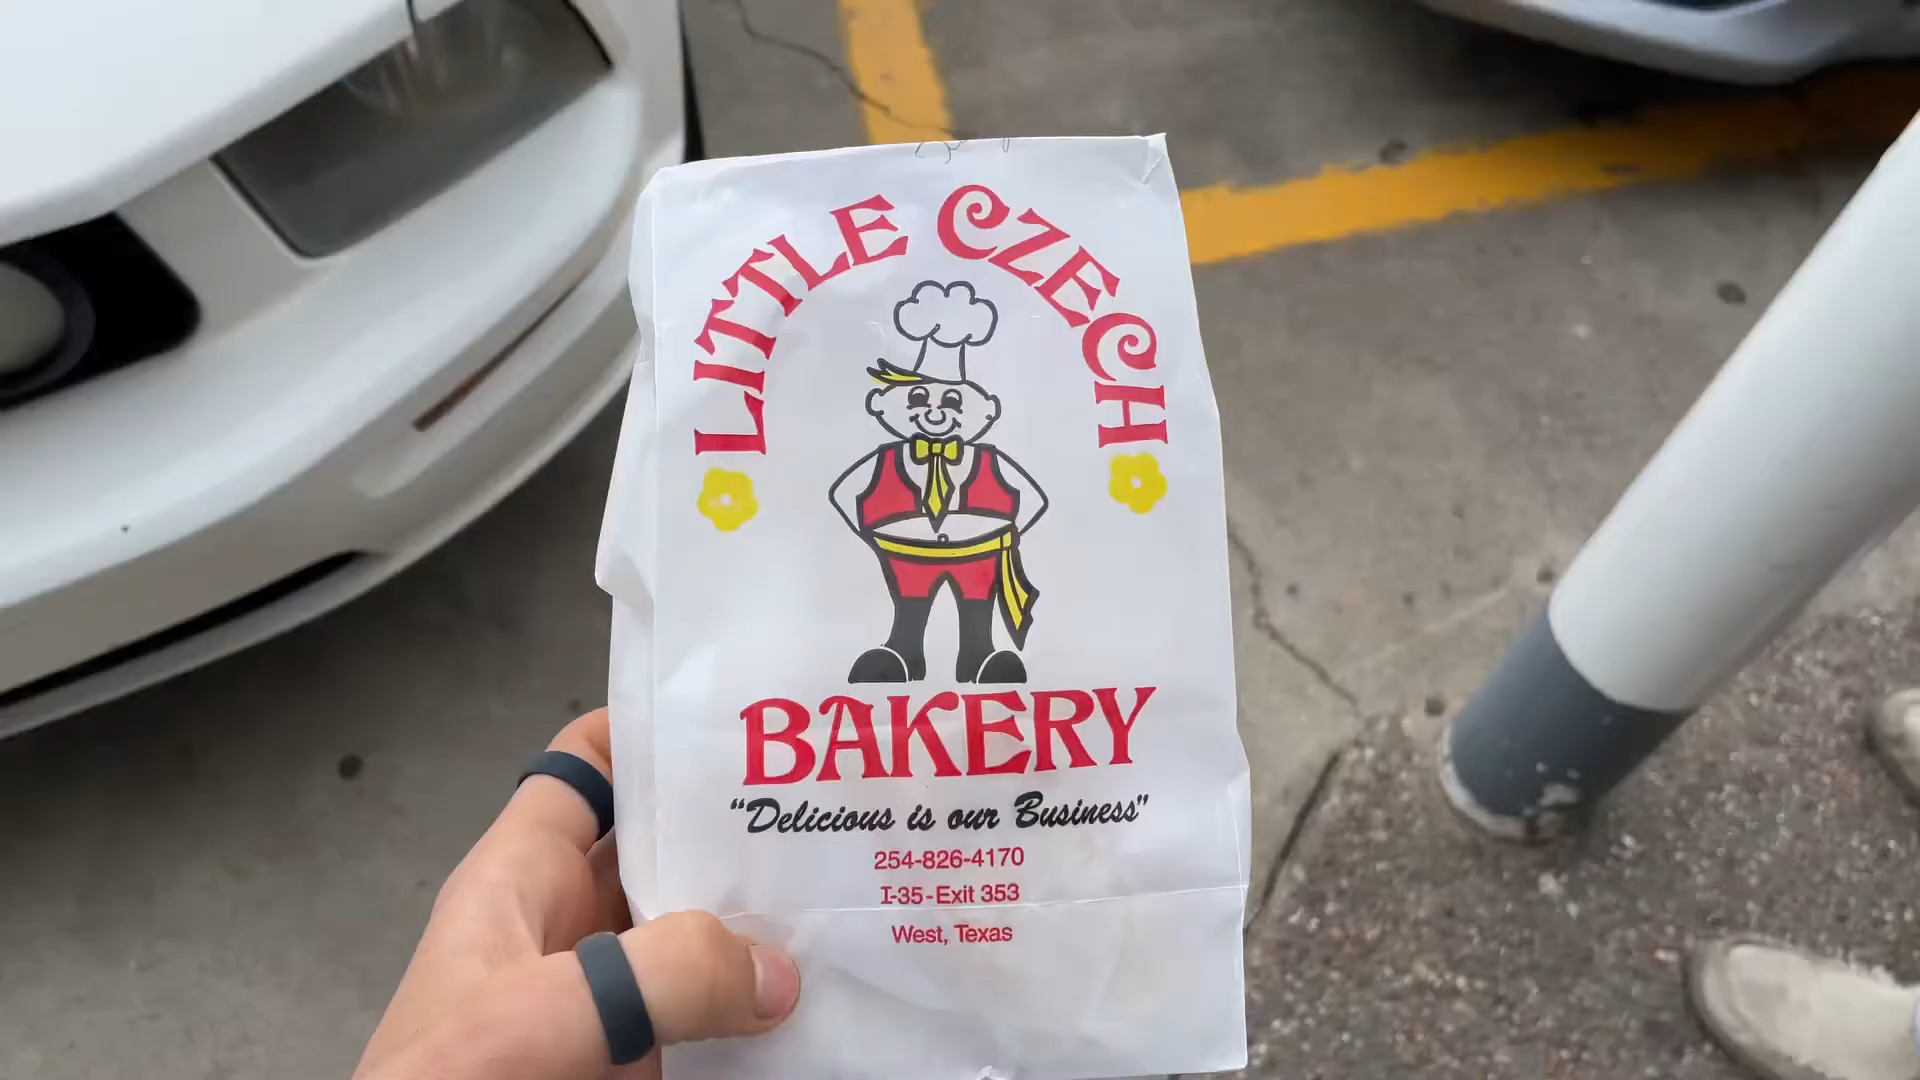 LITTLE CZECH
BAKERY
“Delicious is our Business”
254-826-4170
I-35-Exit 353
West, Texas